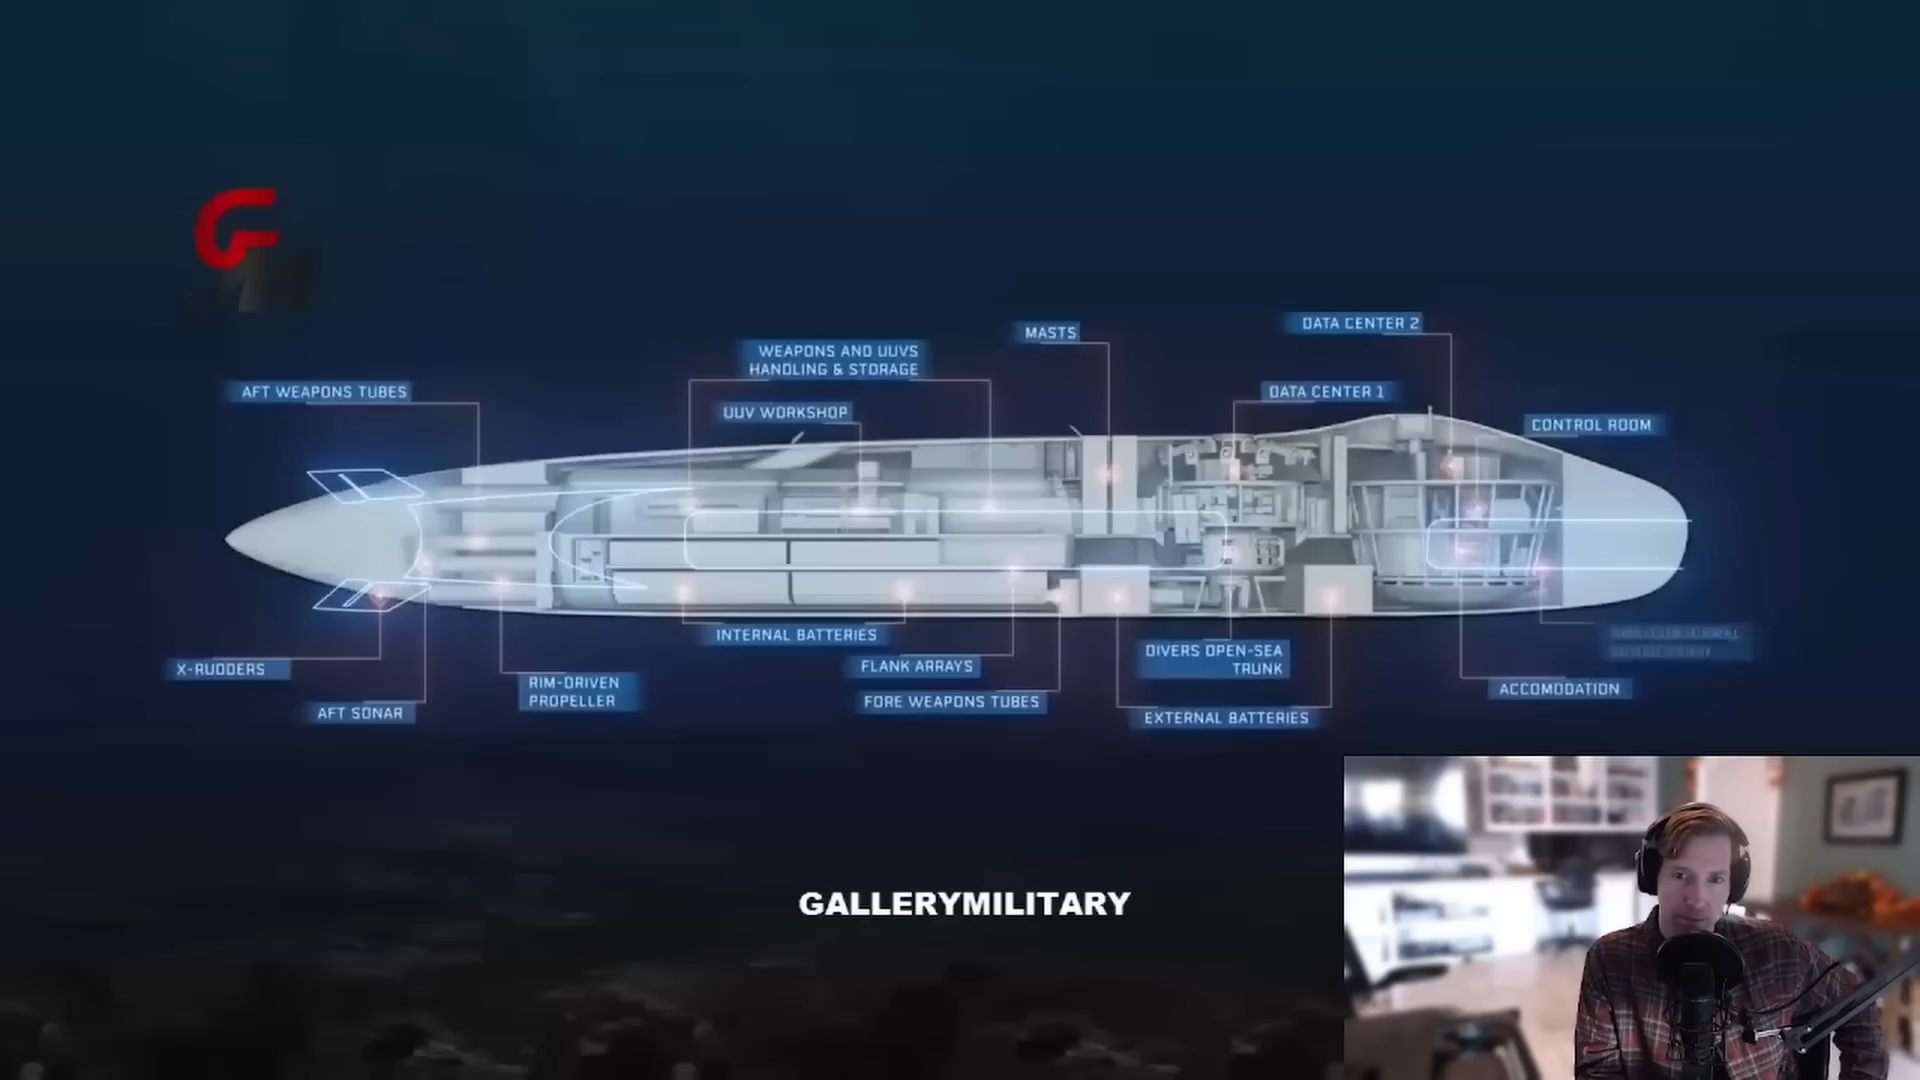 DATA CENTER 2
MASTS
WEAPONS AND UUVS
HANDLING & STORAGE
AFT WEAPONS TUBES
DATA CENTER 1
UUV WORKSHOP
CONTROL ROOM
INTERNAL BATTERIES
DIVERS OPEN-SEA
TRUNK
FLANK ARRAYS
X-RUDDERS
RIM-DRIVEN
PROPELLER
ACCOMODATION
FORE WEAPONS TUBES
AFT SONAR
EXTERNAL BATTERIES
GALLERYMILITARY